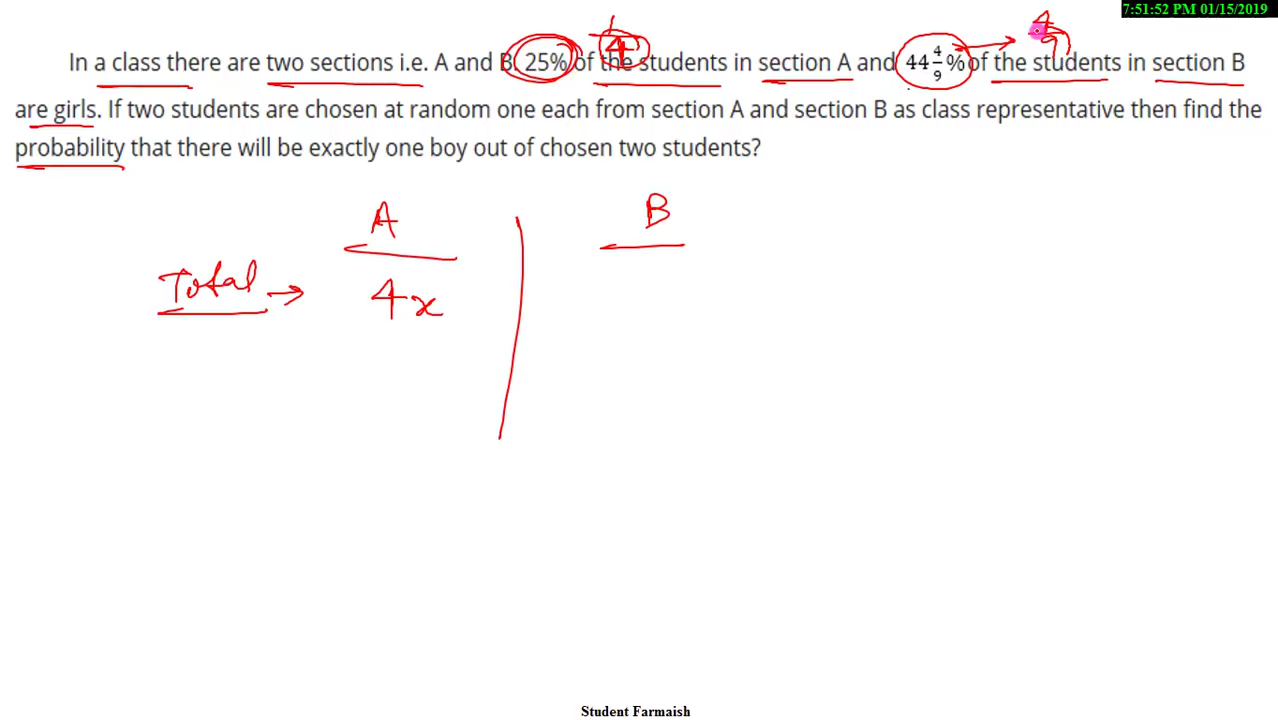 7:51:52 PM 01/15/2019
1/4
4/9
In a class there are two sections i.e. A and B. 25% of the students in section A and 44 4/9 % of the students in section B
are girls. If two students are chosen at random one each from section A and section B as class representative then find the
probability that there will be exactly one boy out of chosen two students?
A B
Total → 4x
Student Farmaish